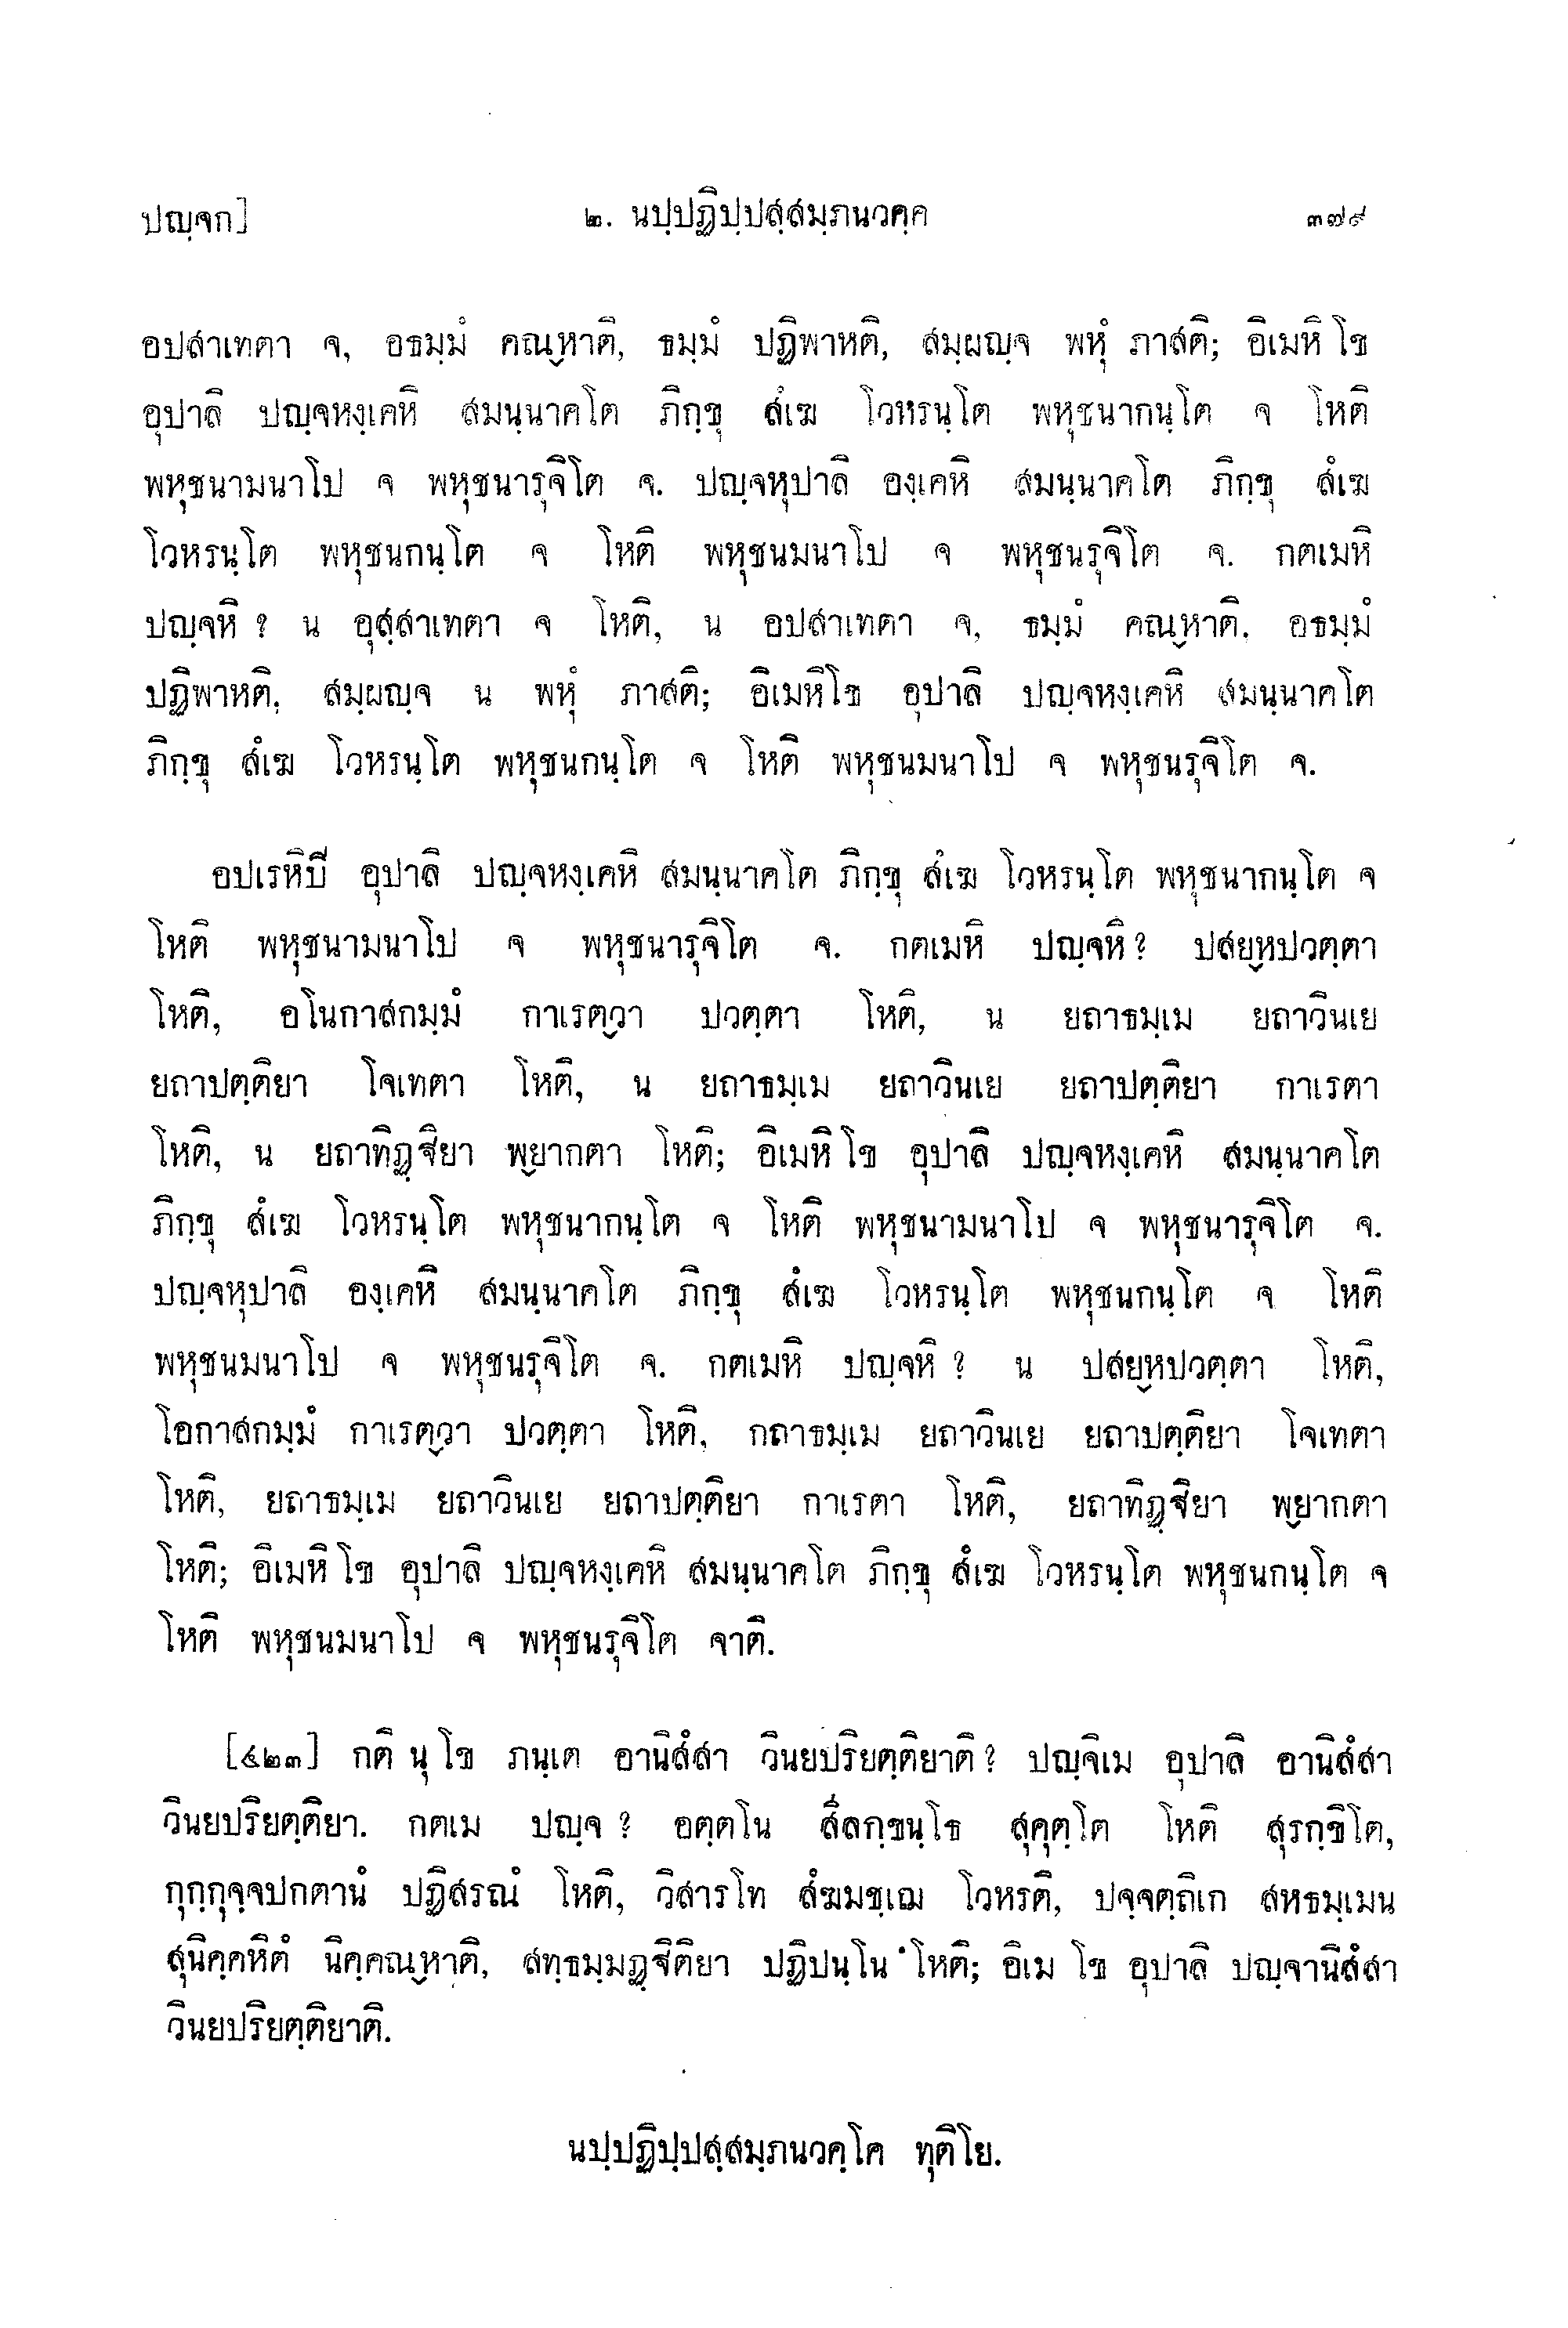 ปญฺจก] ๒. นปฺปฏิปฺปสฺสมฺภนวคฺค ๓๗๙
อปสาเทตา จ, อธมฺมํ คณฺหาติ, ธมฺมํ ปฏิพาหติ, สมฺผญฺจ พหุํ ภาสติ; อิเมหิ โข
อุปาลิ ปญฺจหงฺเคหิ สมนฺนาคโต ภิกฺขุ สํเฆ โวหรนฺโต พหุชนากนฺโต จ โหติ
พหุชนามนาโป จ พหุชนารุจิโต จ. ปญฺจหุปาลิ องฺเคหิ สมนฺนาคโต ภิกฺขุ สํเฆ
โวหรนฺโต พหุชนกนฺโต จ โหติ พหุชนมนาโป จ พหุชนรุจิโต จ. กตเมหิ
ปญฺจหิ ? น อุสฺสาเทตา จ โหติ, น อปสาเทตา จ, ธมฺมํ คณฺหาติ. อธมฺมํ
ปฏิพาหติ, สมฺผญฺจ น พหุํ ภาสติ; อิเมหิโข อุปาลิ ปญฺจหงฺเคหิ สมนฺนาคโต
ภิกฺขุ สํเฆ โวหรนฺโต พหุชนกนฺโต จ โหติ พหุชนมนาโป จ พหุชนรุจิโต จ.
อปเรหิปี อุปาลิ ปญฺจหงฺเคหิ สมนฺนาคโต ภิกฺขุ สํเฆ โวหรนฺโต พหุชนากนฺโต จ
โหติ พหุชนามนาโป จ พหุชนารุจิโต จ. กตเมหิ ปญฺจหิ ? ปสยฺหปวตฺตา
โหติ, อโนกาสกมฺมํ กาเรตฺวา ปวตฺตา โหติ, น ยถาธมฺเม ยถาวินเย
ยถาปตฺติยา โจเทตา โหติ, น ยถาธมฺเม ยถาวินเย ยถาปตฺติยา กาเรตา
โหติ, น ยถาทิฏฺฐิยา พฺยากตา โหติ; อิเมหิ โข อุปาลิ ปญฺจหงฺเคหิ สมนฺนาคโต
ภิกฺขุ สํเฆ โวหรนฺโต พหุชนากนฺโต จ โหติ พหุชนามนาโป จ พหุชนารุจิโต จ.
ปญฺจหุปาลิ องฺเคหิ สมนฺนาคโต ภิกฺขุ สํเฆ โวหรนฺโต พหุชนกนฺโต จ โหติ
พหุชนมนาโป จ พหุชนรุจิโต จ. กตเมหิ ปญฺจหิ ? น ปสยฺหปวตฺตา โหติ,
โอกาสกมฺมํ กาเรตฺวา ปวตฺตา โหติ, กถาธมฺเม ยถาวินเย ยถาปตฺติยา โจเทตา
โหติ, ยถาธมฺเม ยถาวินเย ยถาปตฺติยา กาเรตา โหติ, ยถาทิฏฺฐิยา พฺยากตา
โหติ; อิเมหิ โข อุปาลิ ปญฺจหงฺเคหิ สมนฺนาคโต ภิกฺขุ สํเฆ โวหรนฺโต พหุชนกนฺโต จ
โหติ พหุชนมนาโป จ พหุชนรุจิโต จาติ.
[๔๒๓] กติ นุ โข ภนฺเต อานิสํสา วินยปริยตฺติยาติ ? ปญฺจิเม อุปาลิ อานิสํสา
วินยปริยตฺติยา. กตเม ปญฺจ ? อตฺตโน สีลกฺขนฺโธ สุคุตฺโต โหติ สุรกฺขิโต,
กุกฺกุจฺจปกตานํ ปฏิสรณํ โหติ, วิสารโท สํฆมชฺเฌ โวหรติ, ปจฺจตฺถิเก สหธมฺเมน
สุนิคฺคหิตํ นิคฺคณฺหาติ, สทฺธมฺมฏฺฐิติยา ปฏิปนฺโน โหติ; อิเม โข อุปาลิ ปญฺจานิสํสา
วินยปริยตฺติยาติ.
นปฺปฏิปฺปสฺสมฺภนวคฺโค ทุติโย.